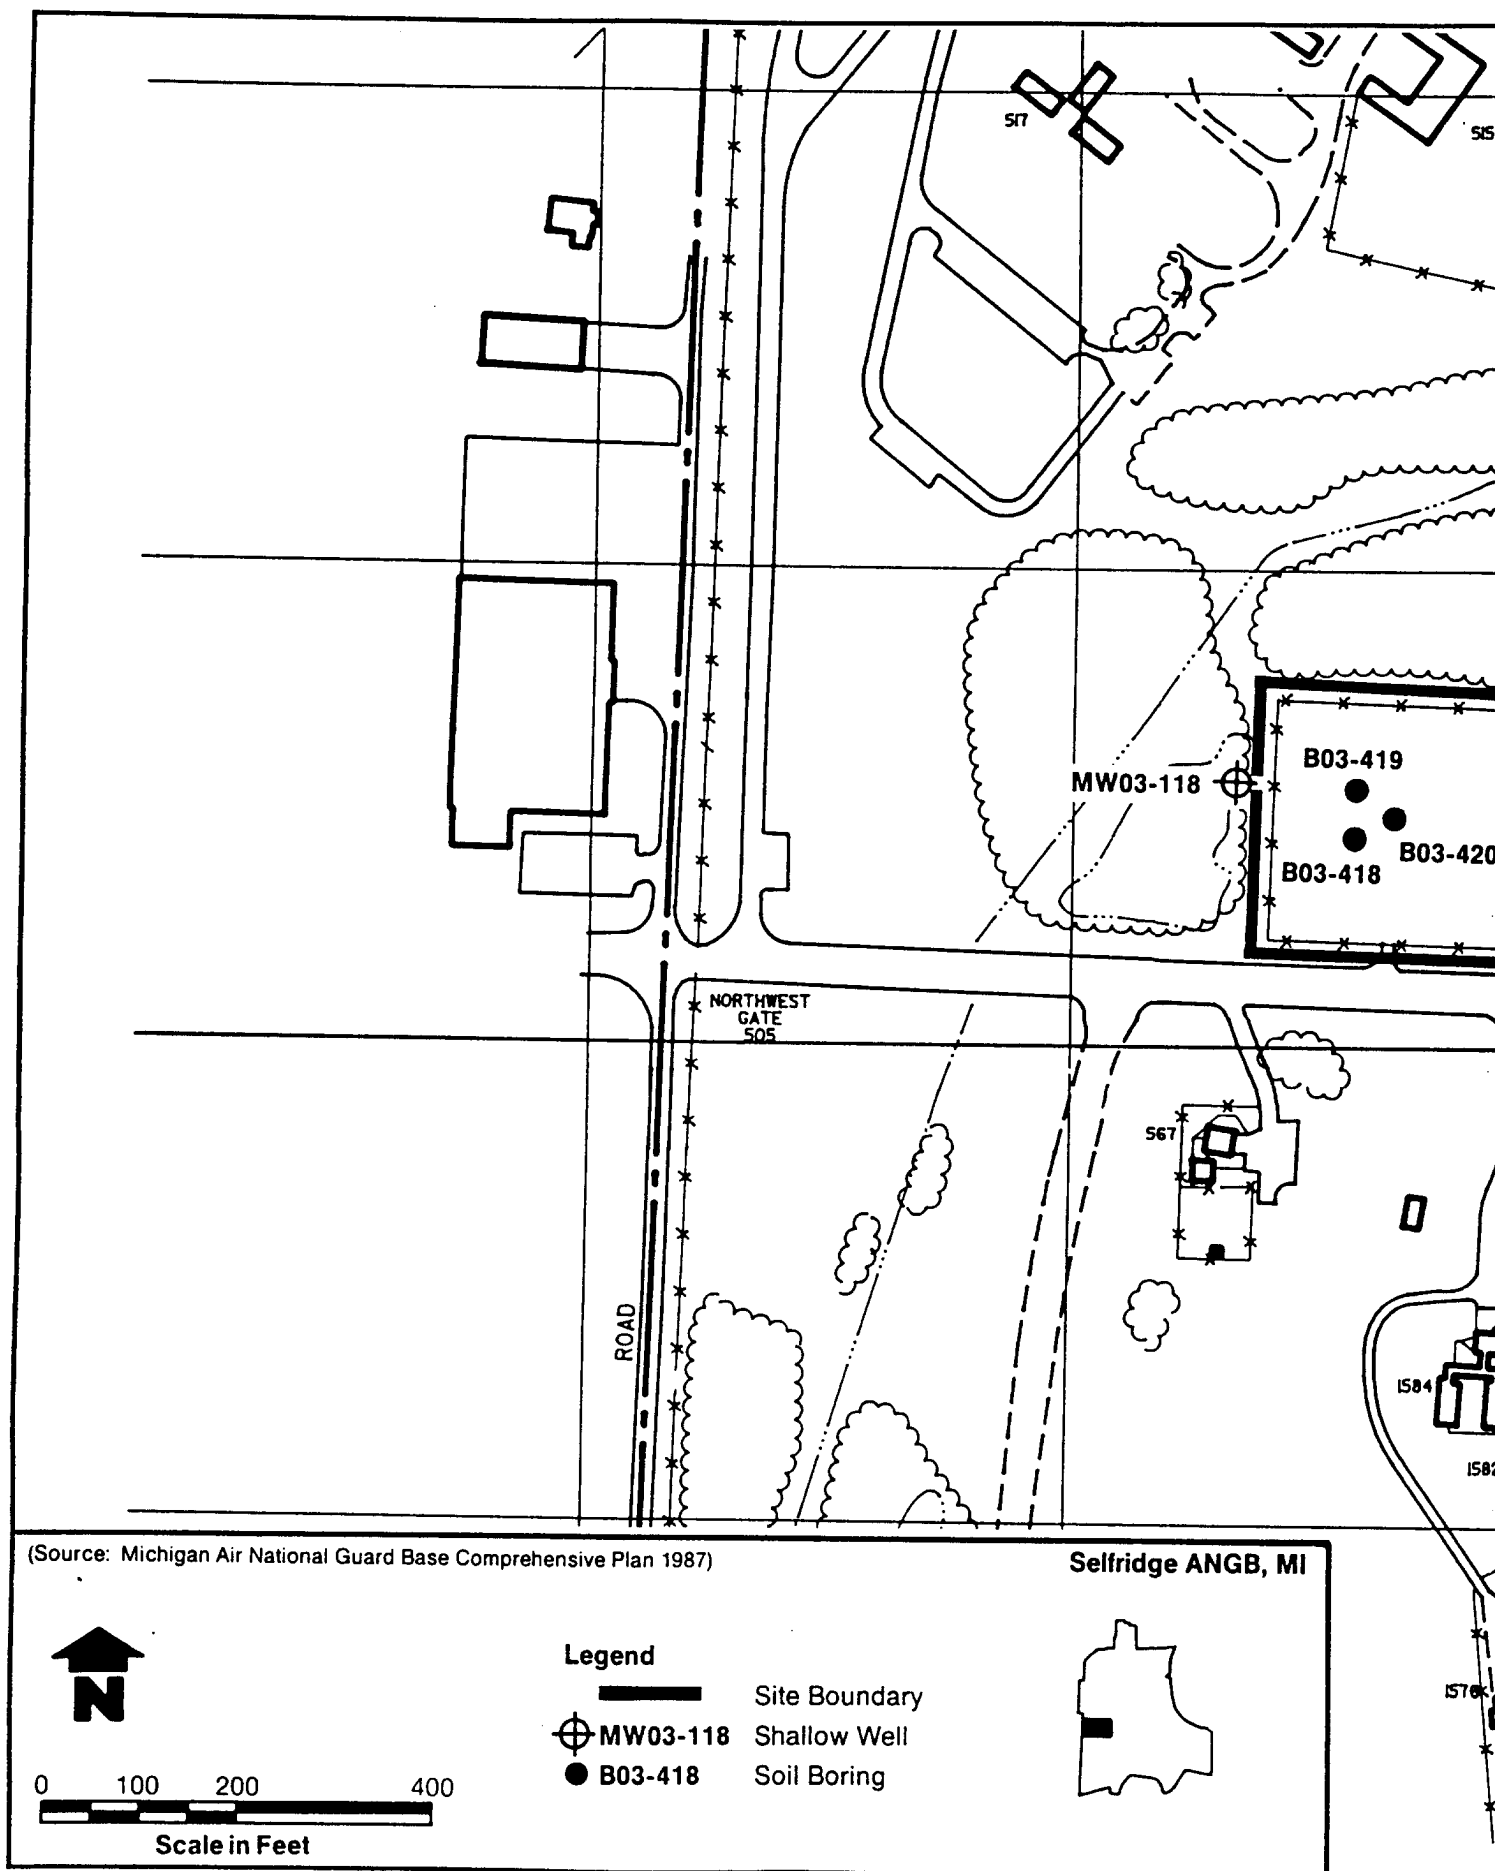 517
515
B03-419
MW03-118
B03-420
B03-418
NORTHWEST
GATE
505
567
ROAD
1584
1582
1576
(Source: Michigan Air National Guard Base Comprehensive Plan 1987)
Selfridge ANGB, MI
N
Legend
Site Boundary
MW03-118 Shallow Well
B03-418 Soil Boring
0 100 200 400
Scale in Feet